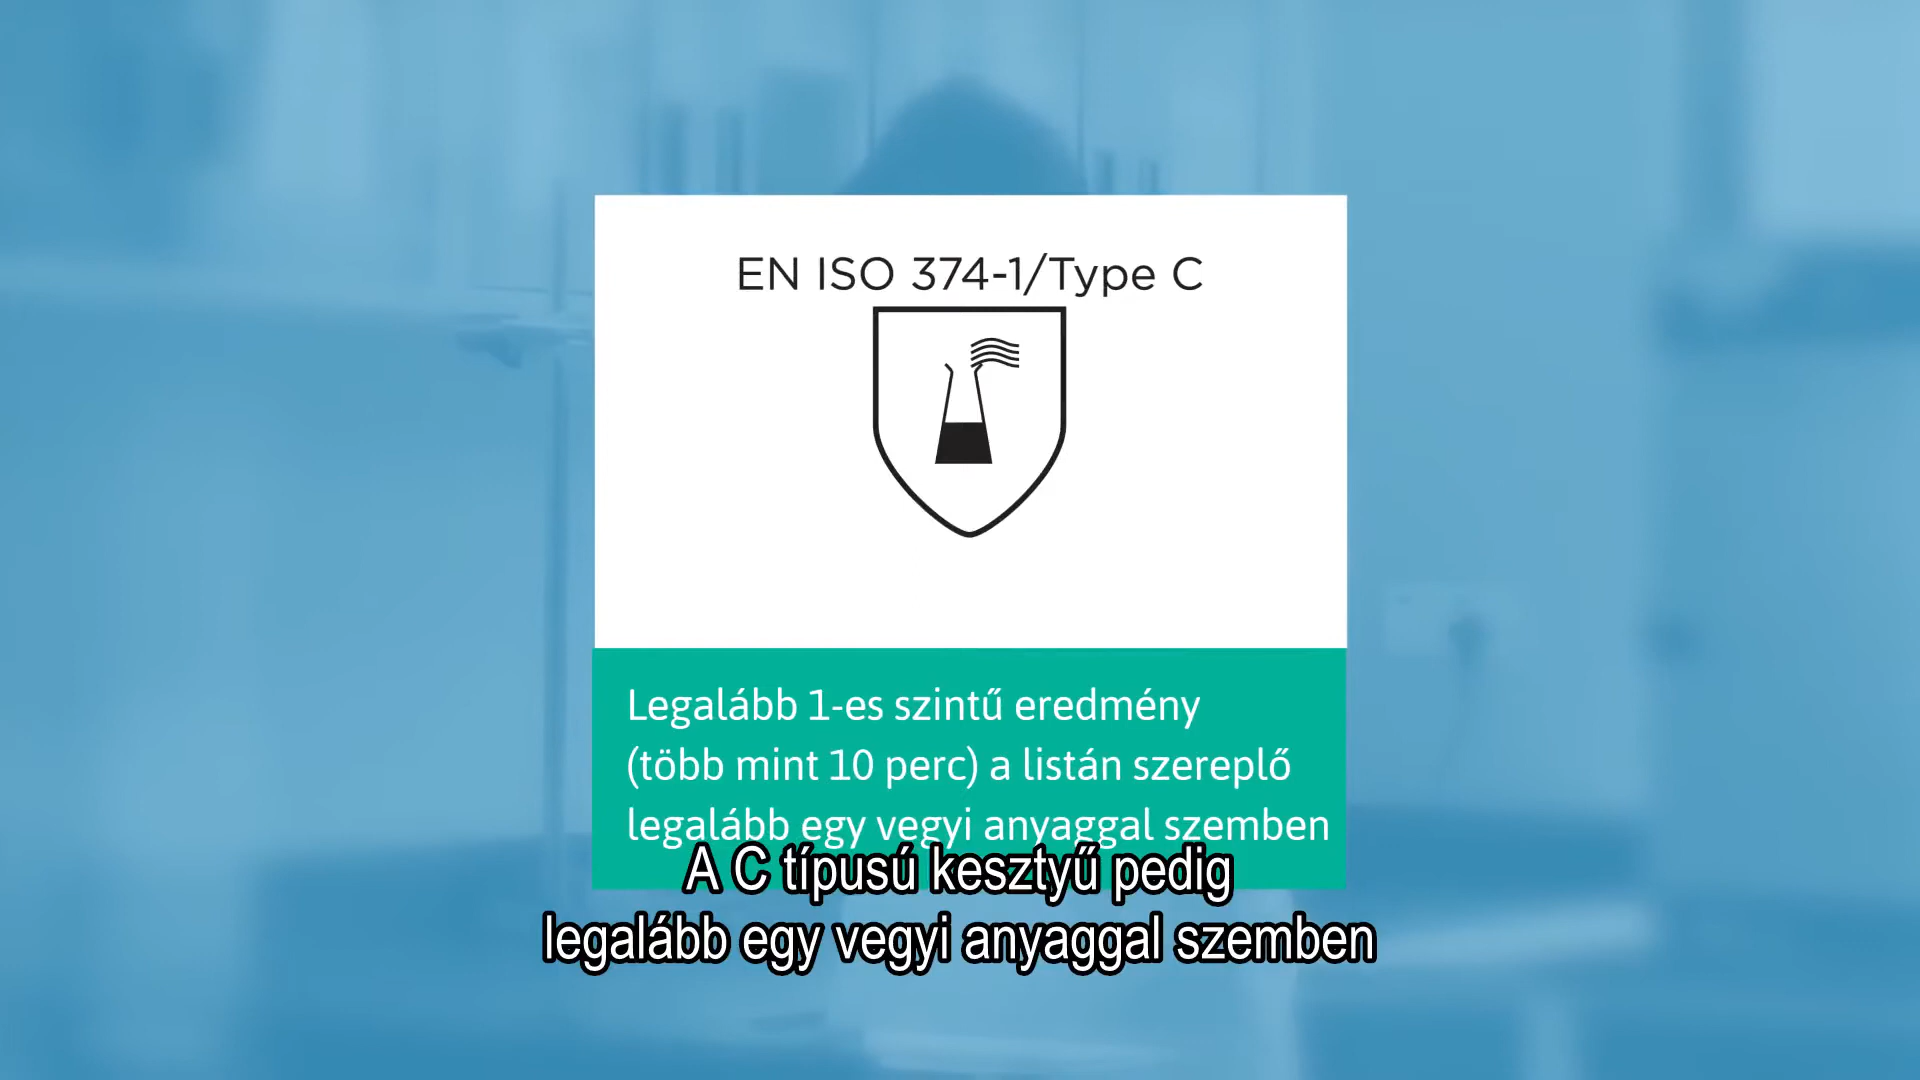 EN ISO 374-1/Type C
Legalább 1-es szintű eredmény
(több mint 10 perc) a listán szereplő
legalább egy vegyi anyaggal szemben
A C típusú kesztyű pedig
legalább egy vegyi anyaggal szemben